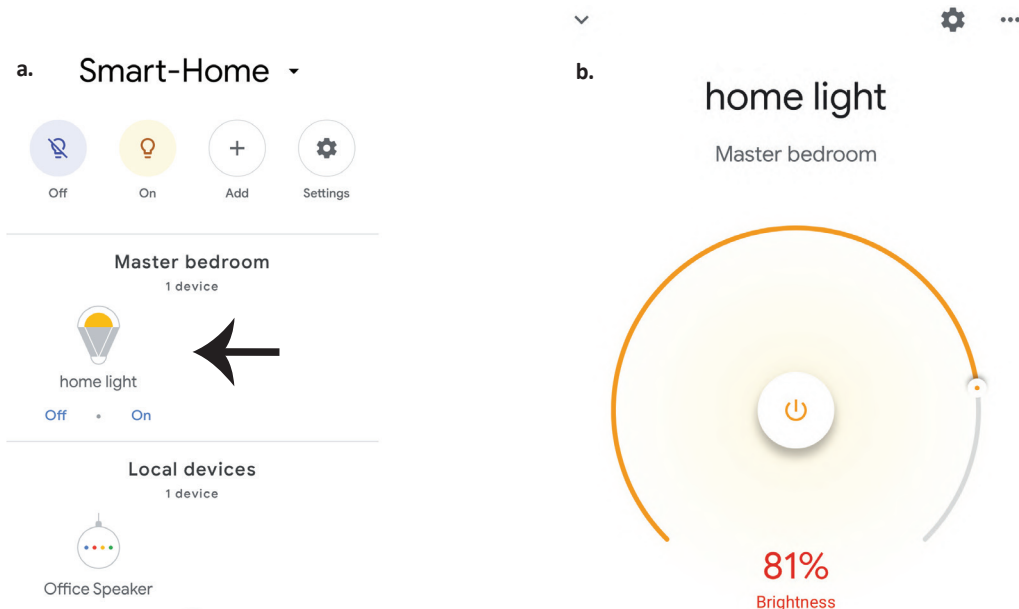 a.
Smart-Home
Off
On
Add
Settings
Master bedroom
1 device
home light
Off • On
Local devices
1 device
Office Speaker
b.
home light
Master bedroom
81%
Brightness